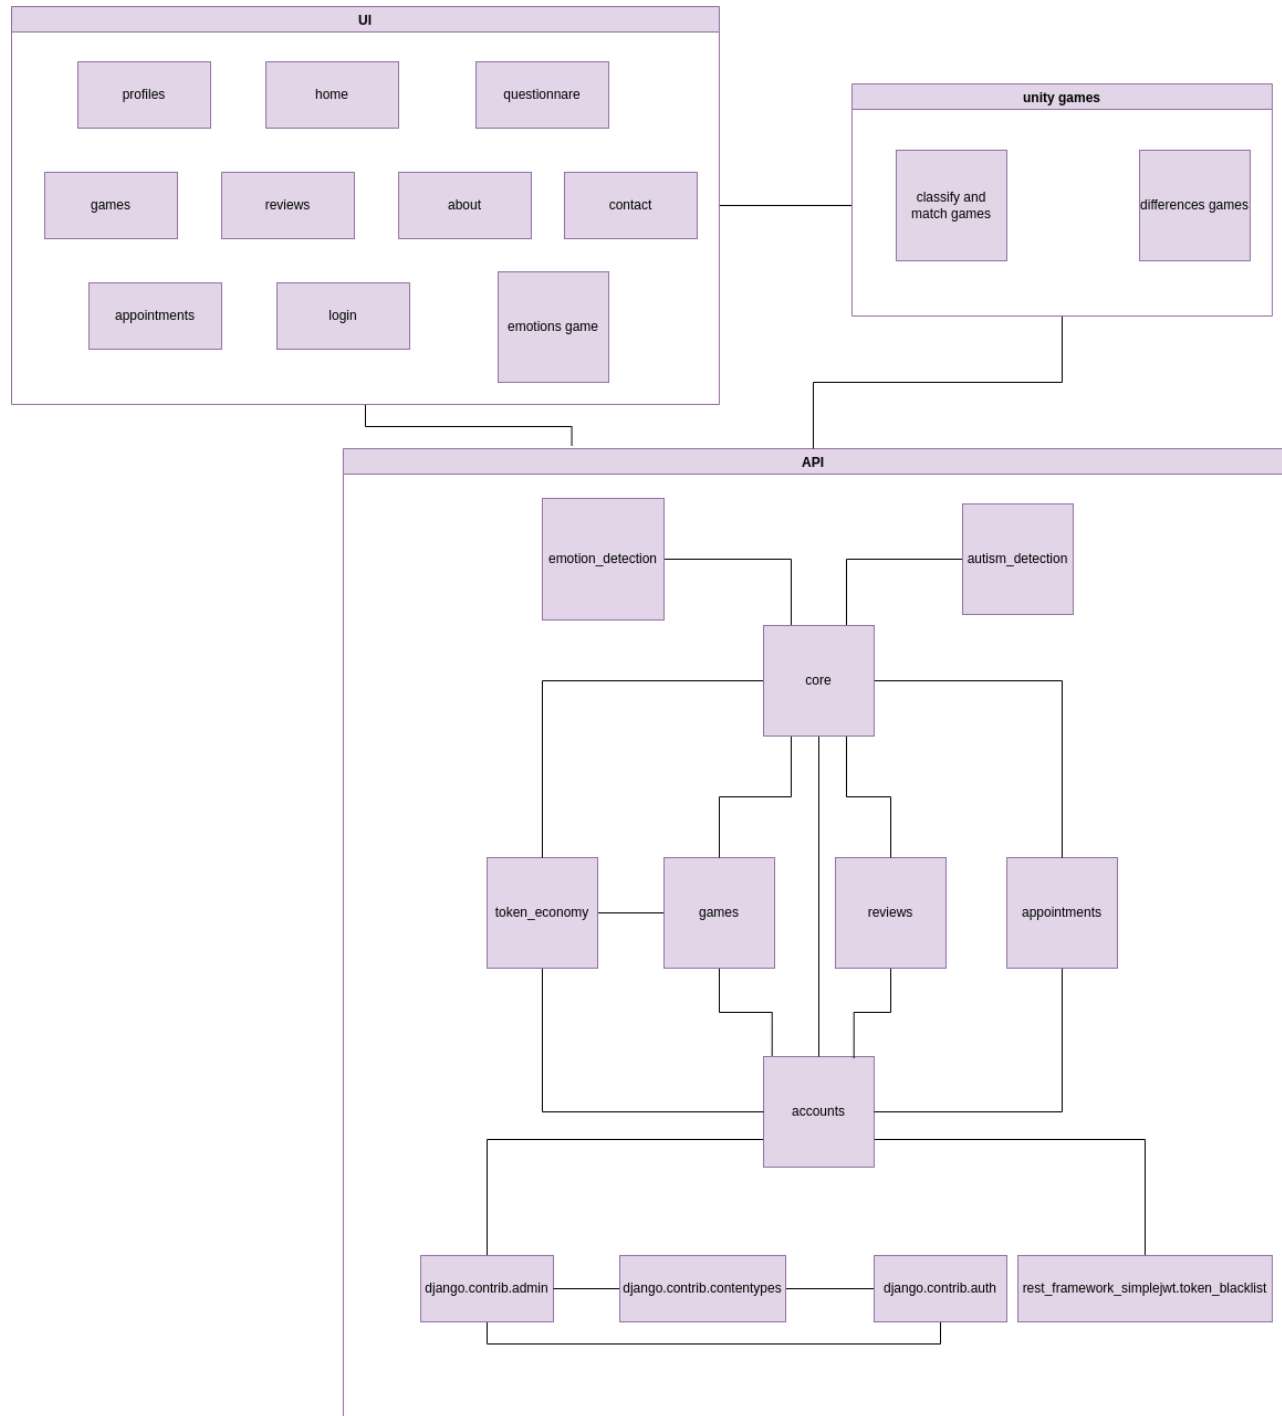 UI
profiles
home
questionnare
games
reviews
about
contact
appointments
login
emotions game
unity games
classify and
match games
differences games
API
emotion_detection
autism_detection
core
token_economy
games
reviews
appointments
accounts
django.contrib.admin
django.contrib.contentypes
django.contrib.auth
rest_framework_simplejwt.token_blacklist